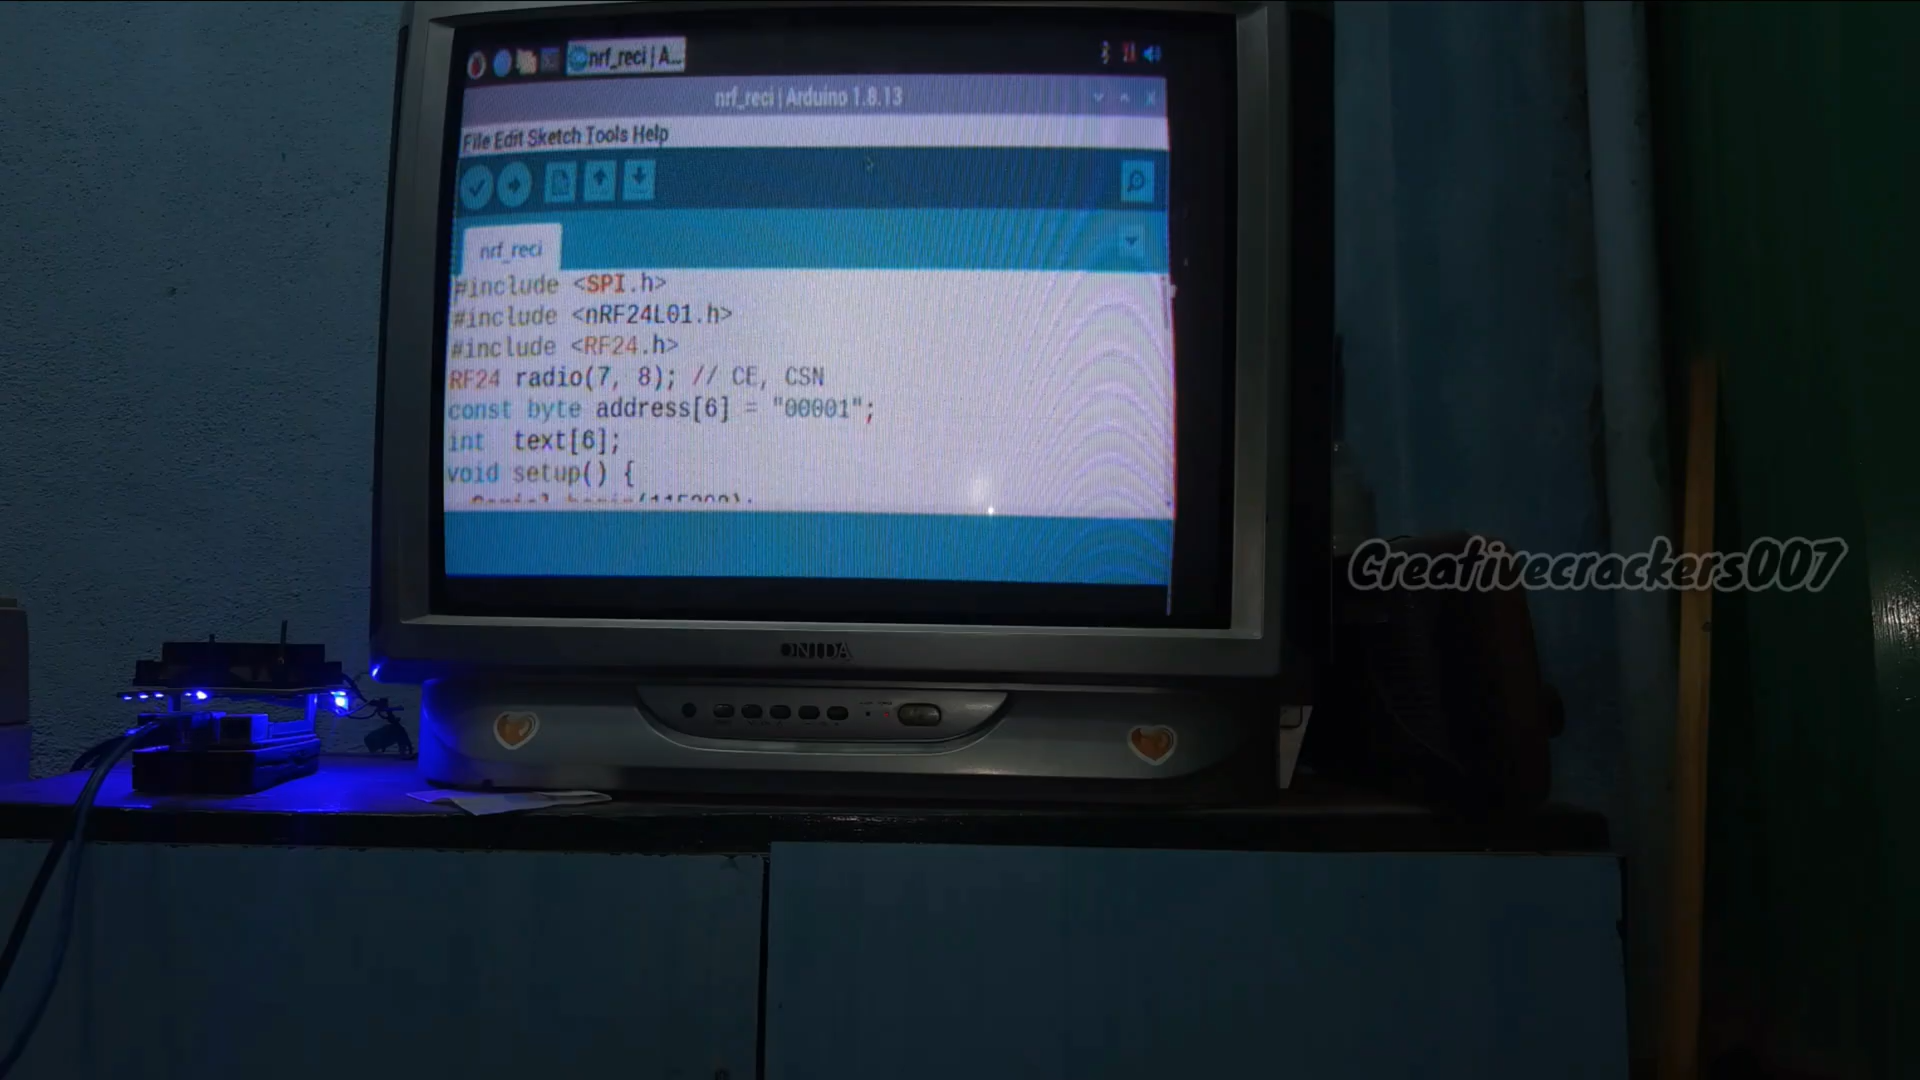 nrf_reci | A...
nrf_reci | Arduino 1.8.13
File Edit Sketch Tools Help
nrf_reci
#include <SPI.h>
#include <nRF24L01.h>
#include <RF24.h>
RF24 radio(7, 8); // CE, CSN
const byte address[6] = "00001";
int text[6];
void setup() {
Creativecrackers007
ONIDA